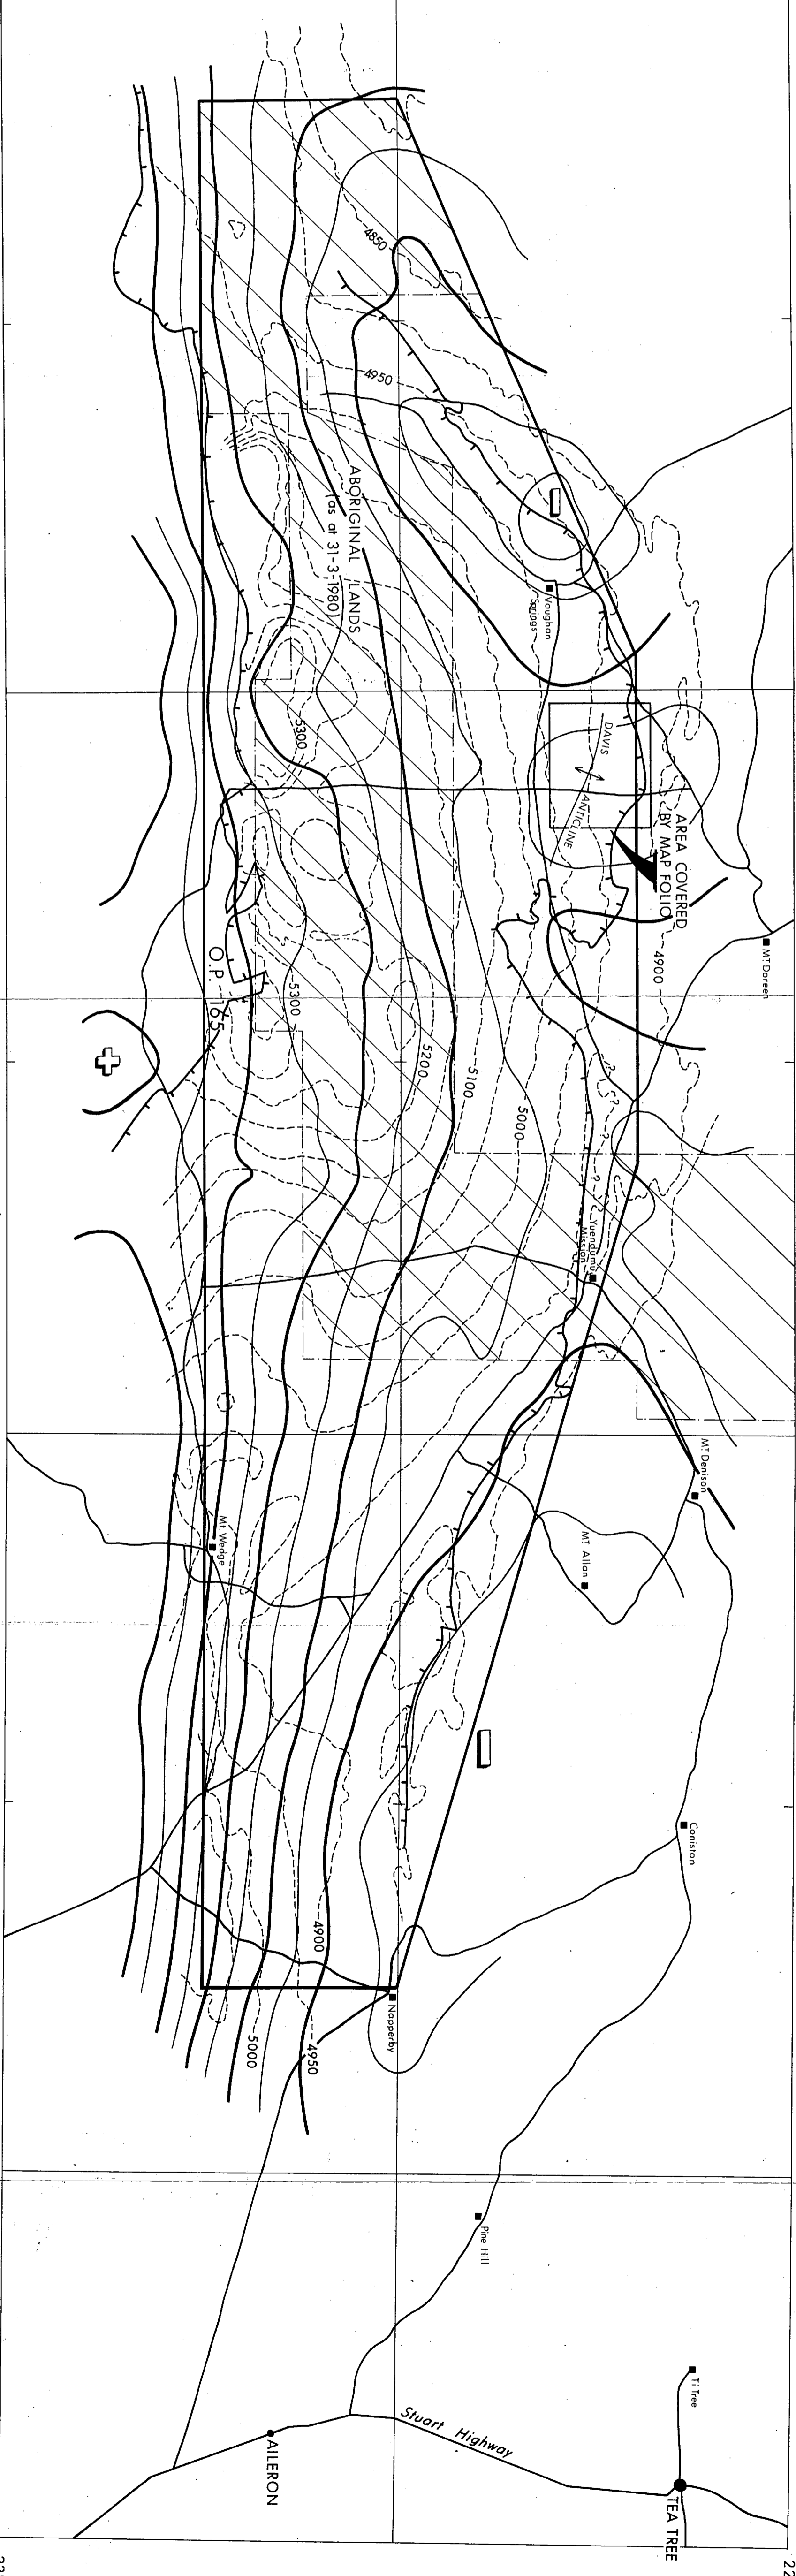 4850
4950
ABORIGINAL LANDS
(as at 31-3-1980)
Vaughan
Springs
5300
DAVIS
ANTICLINE
AREA COVERED
BY MAP FOLIO
4900
Mᵀ Doreen
O.P. 165
5300
5200
5100
5000
?
?
?
?
?
Yuendumu
Mission
Mᵀ Denison
Mᵀ Allan
Mt. Wedge
Coniston
4900
Napperby
4950
5000
Pine Hill
Ti Tree
Stuart Highway
AILERON
TEA TREE
22